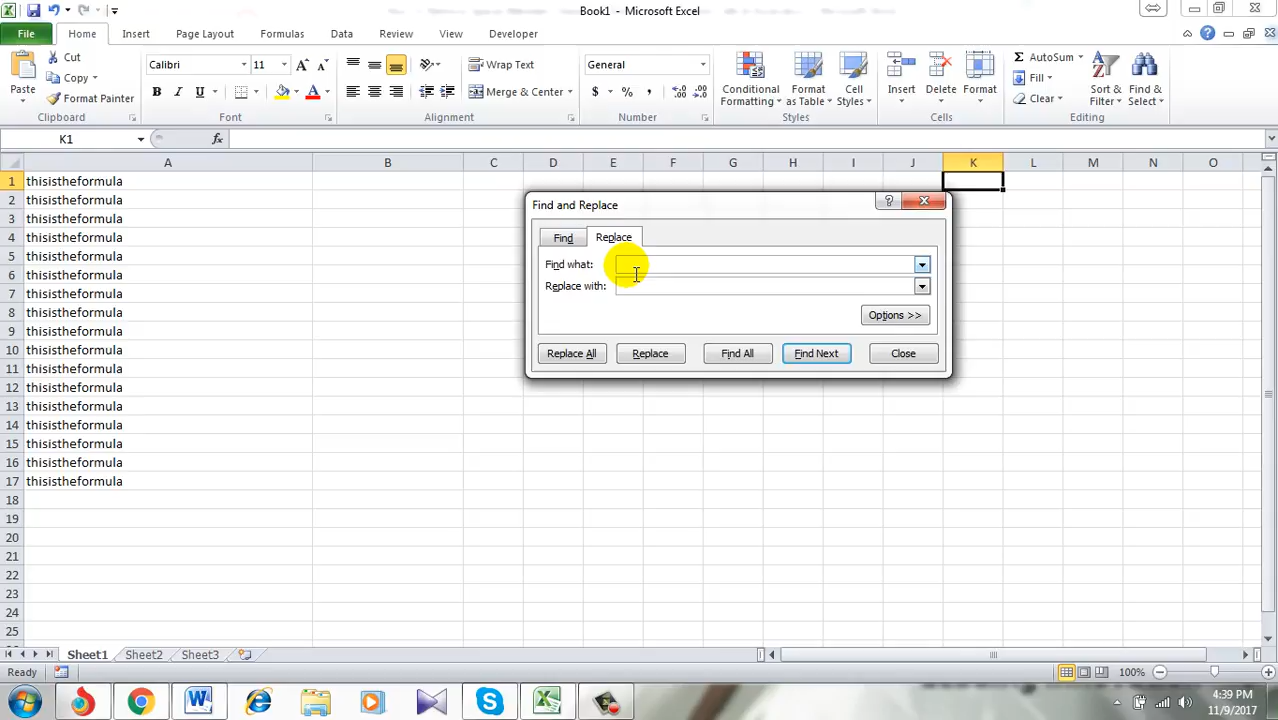 Book1 - Microsoft Excel
File Home Insert Page Layout Formulas Data Review View Developer
Cut
Calibri 11
Wrap Text
General
AutoSum
Copy
Fill
Paste
Format Painter
B I U
Merge & Center
$ % ,
Conditional Formatting
Format as Table
Cell Styles
Insert
Delete
Format
Clear
Sort & Filter
Find & Select
Clipboard Font Alignment Number Styles Cells Editing
K1 fx
A B C D E F G H I J K L M N O
1 thisistheformula
2 thisistheformula
3 thisistheformula
4 thisistheformula
5 thisistheformula
6 thisistheformula
7 thisistheformula
8 thisistheformula
9 thisistheformula
10 thisistheformula
11 thisistheformula
12 thisistheformula
13 thisistheformula
14 thisistheformula
15 thisistheformula
16 thisistheformula
17 thisistheformula
18
19
20
21
22
23
24
25
Find and Replace
Find Replace
Find what:
Replace with:
Options >>
Replace All Replace Find All Find Next Close
Sheet1 Sheet2 Sheet3
Ready 100%
4:39 PM
11/9/2017